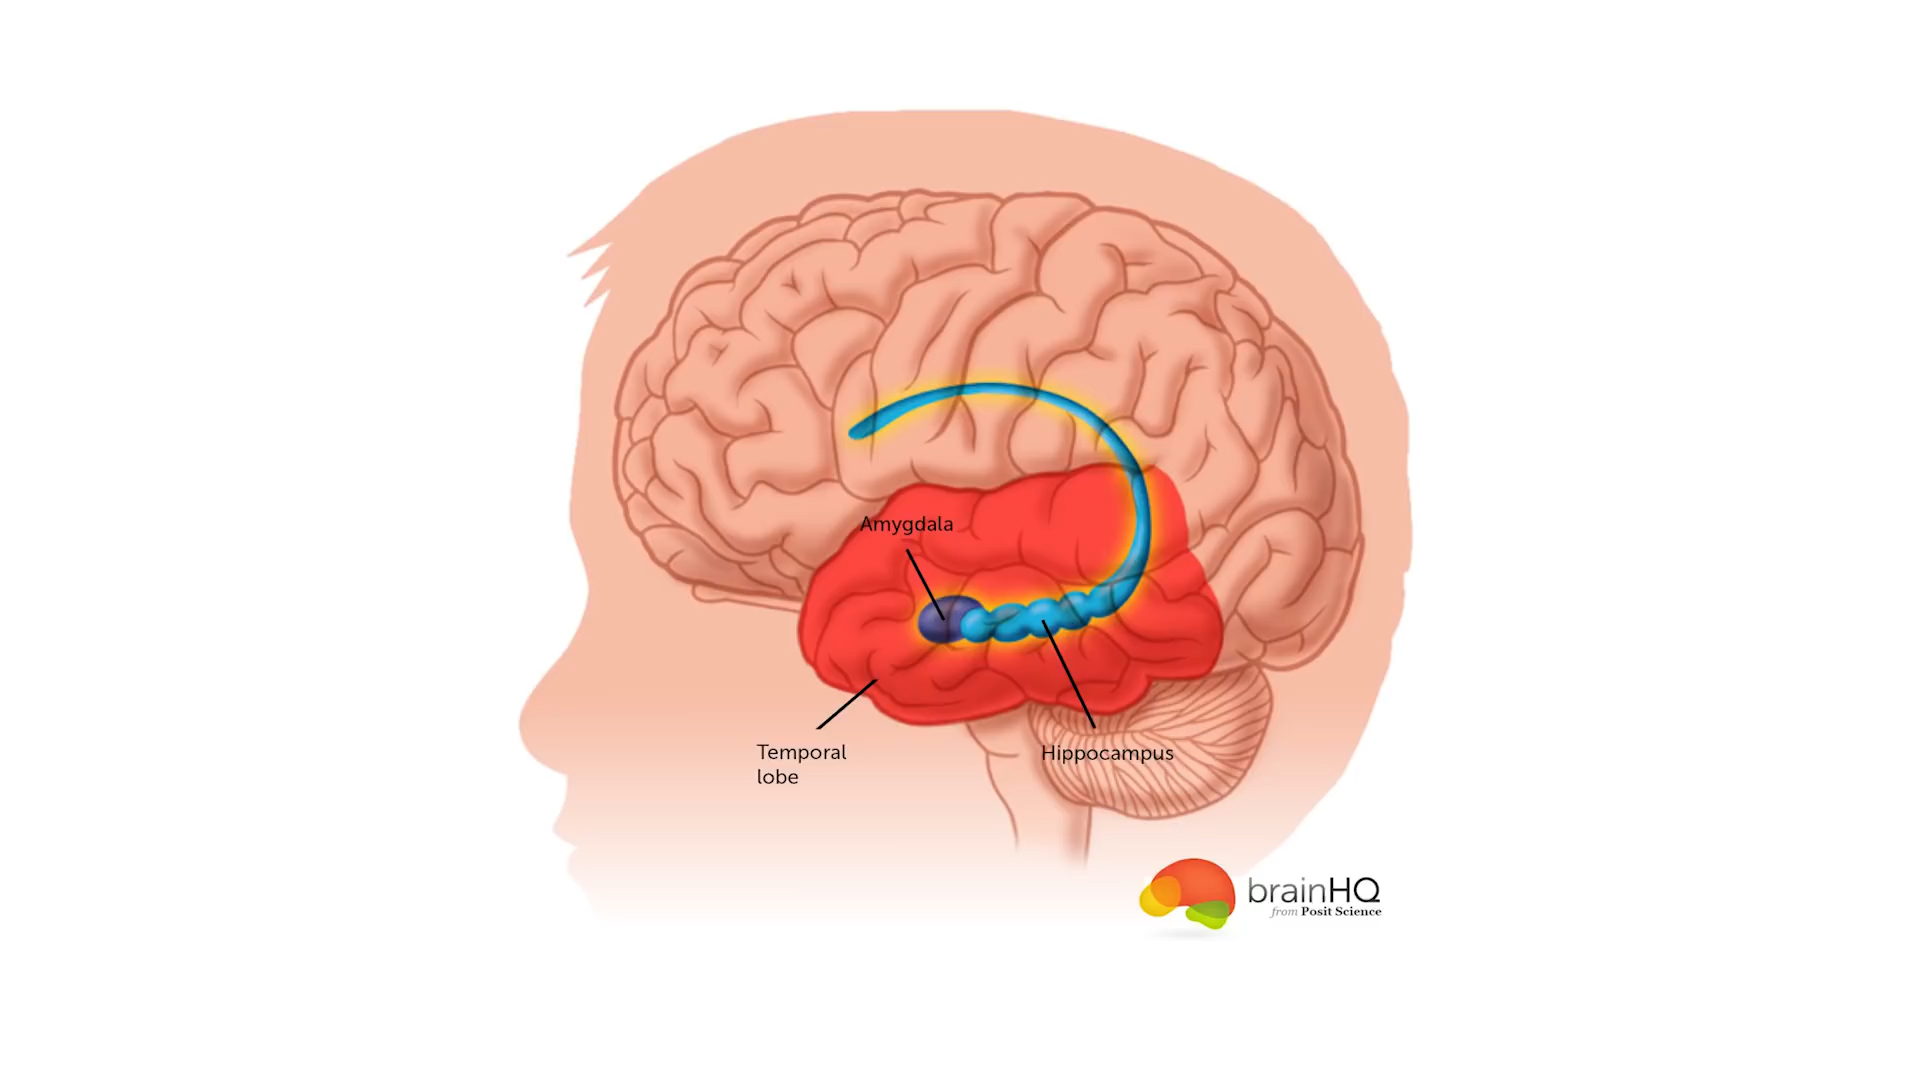 Amygdala
Temporal
lobe
Hippocampus
brainHQ
from Posit Science